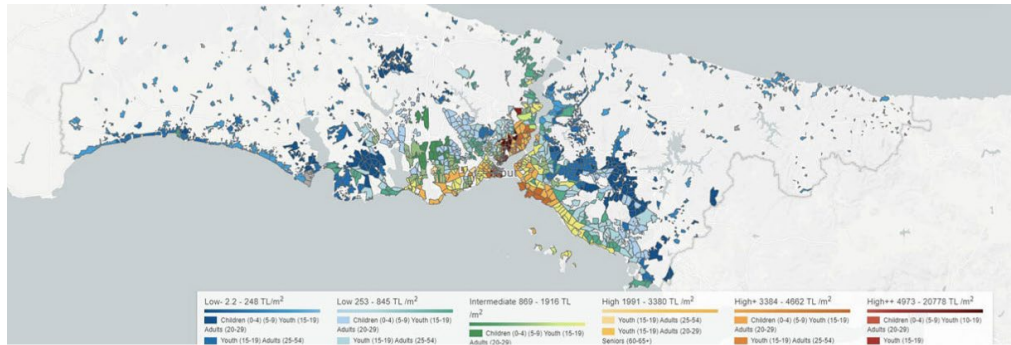 Low- 2.2 - 248 TL /m²
Children (0-4) (5-9) Youth (15-19)
Adults (20-29)
Youth (15-19) Adults (25-54)
Low 253 - 845 TL /m²
Children (0-4) (5-9) Youth (15-19)
Adults (20-29)
Youth (15-19) Adults (25-54)
Intermediate 869 - 1916 TL
/m²
Children (0-4) (5-9) Youth (15-19)
Adults (20-29)
High 1991 - 3380 TL /m²
Youth (15-19) Adults (25-54)
Youth (15-19) Adults (20-29)
Seniors (60-65+)
High+ 3384 - 4662 TL /m²
Children (0-4) (5-9) Youth (15-19)
Adults (20-29)
Youth (15-19) Adults (25-54)
High++ 4973 - 20778 TL/m²
Children (0-4) (5-9) Youth (10-19)
Adults (20-29)
Youth (15-19)